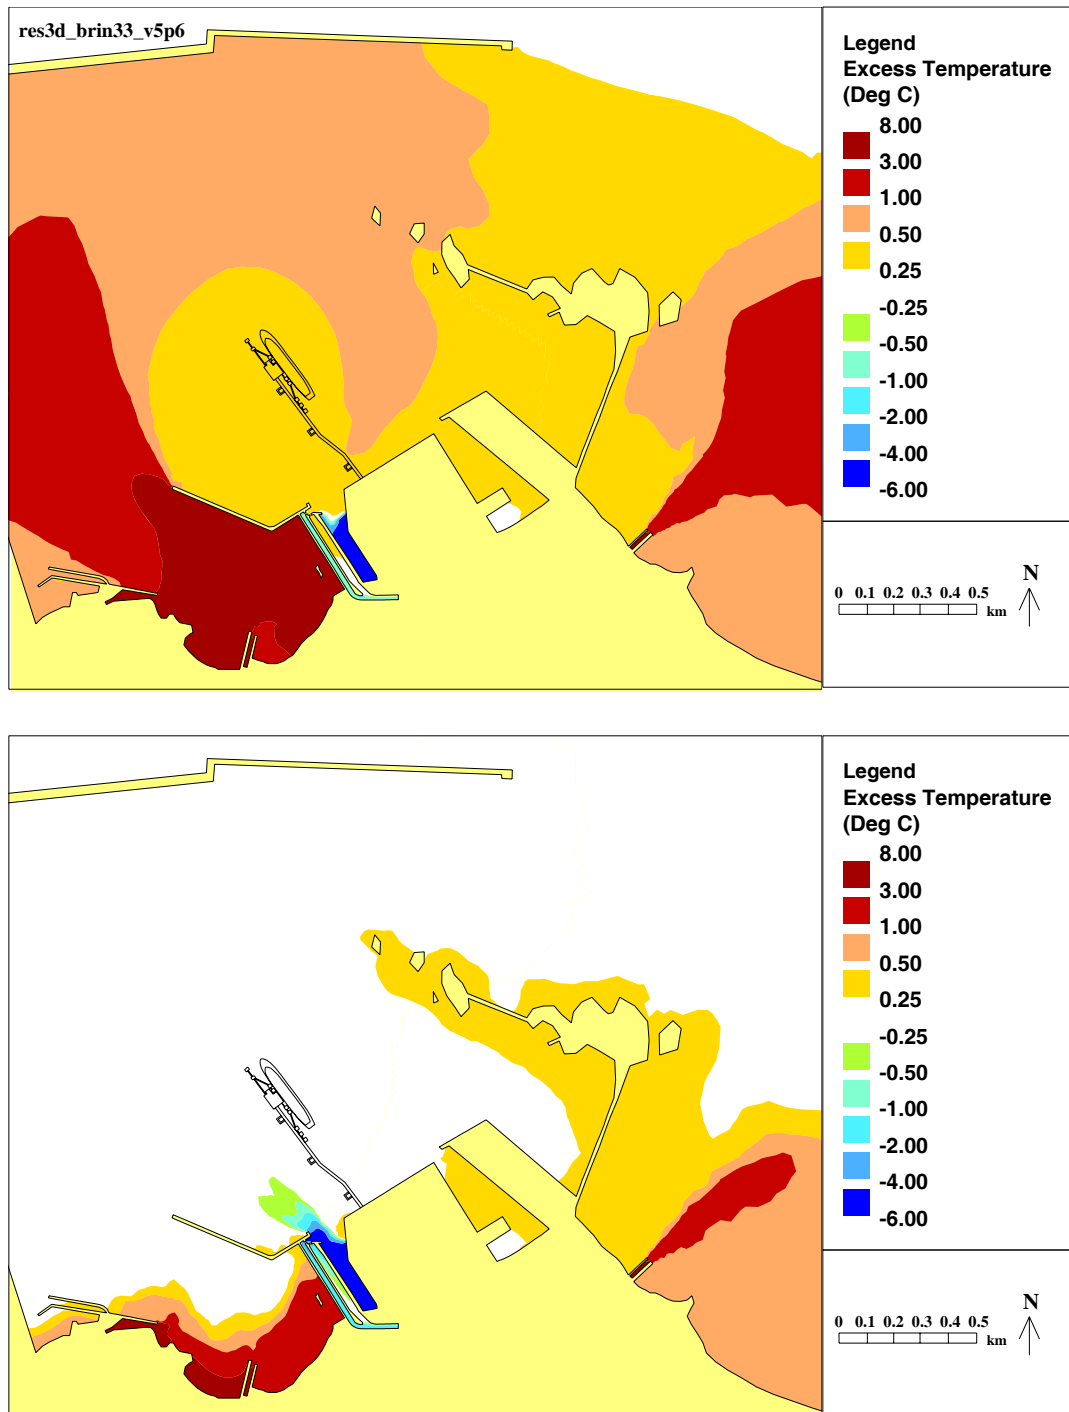 res3d_brin33_v5p6
Legend
Excess Temperature
(Deg C)
8.00
3.00
1.00
0.50
0.25
-0.25
-0.50
-1.00
-2.00
-4.00
-6.00
N
0 0.1 0.2 0.3 0.4 0.5
km
Legend
Excess Temperature
(Deg C)
8.00
3.00
1.00
0.50
0.25
-0.25
-0.50
-1.00
-2.00
-4.00
-6.00
N
0 0.1 0.2 0.3 0.4 0.5
km